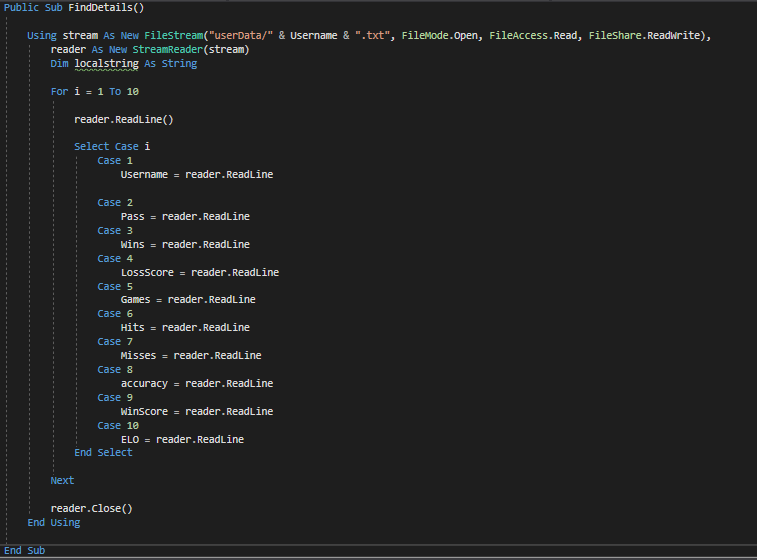 Public Sub FindDetails()
Using stream As New FileStream("userData/" & Username & ".txt", FileMode.Open, FileAccess.Read, FileShare.ReadWrite),
reader As New StreamReader(stream)
Dim localstring As String
For i = 1 To 10
reader.ReadLine()
Select Case i
Case 1
Username = reader.ReadLine
Case 2
Pass = reader.ReadLine
Case 3
Wins = reader.ReadLine
Case 4
LossScore = reader.ReadLine
Case 5
Games = reader.ReadLine
Case 6
Hits = reader.ReadLine
Case 7
Misses = reader.ReadLine
Case 8
accuracy = reader.ReadLine
Case 9
WinScore = reader.ReadLine
Case 10
ELO = reader.ReadLine
End Select
Next
reader.Close()
End Using
End Sub